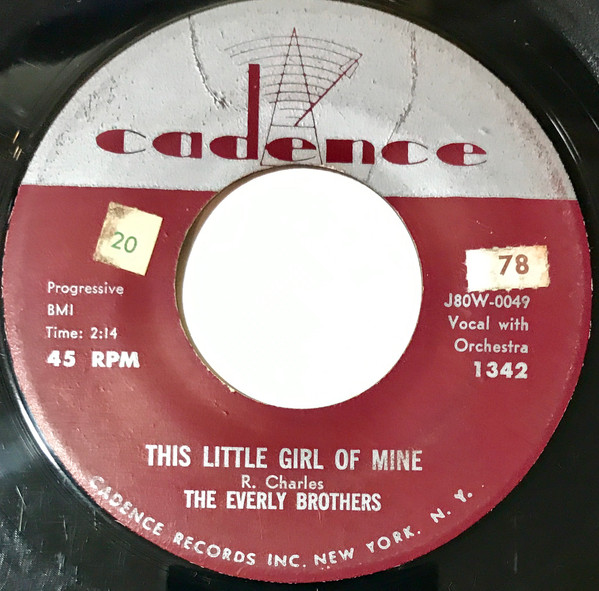 cadence
20
78
Progressive
BMI
Time: 2:14
45 RPM
J80W-0049
Vocal with
Orchestra
1342
THIS LITTLE GIRL OF MINE
R. Charles
THE EVERLY BROTHERS
CADENCE RECORDS INC. NEW YORK, N. Y.